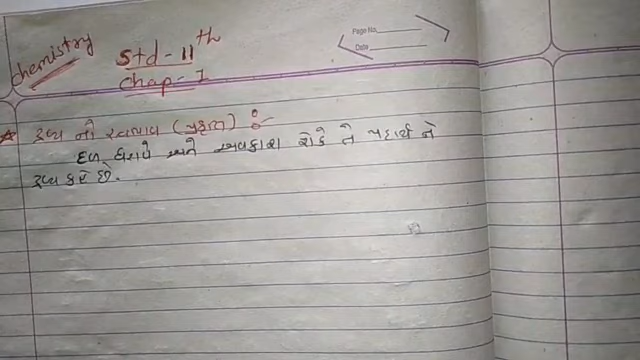 chemistry
Std-11th
Chap-1
Page No.
Date
★ દ્રવ્ય નો સ્વભાવ (પ્રકૃતિ) :-
દળ ધરાવે અને અવકાશ રોકે તે પદાર્થ ને
દ્રવ્ય કહે છે.